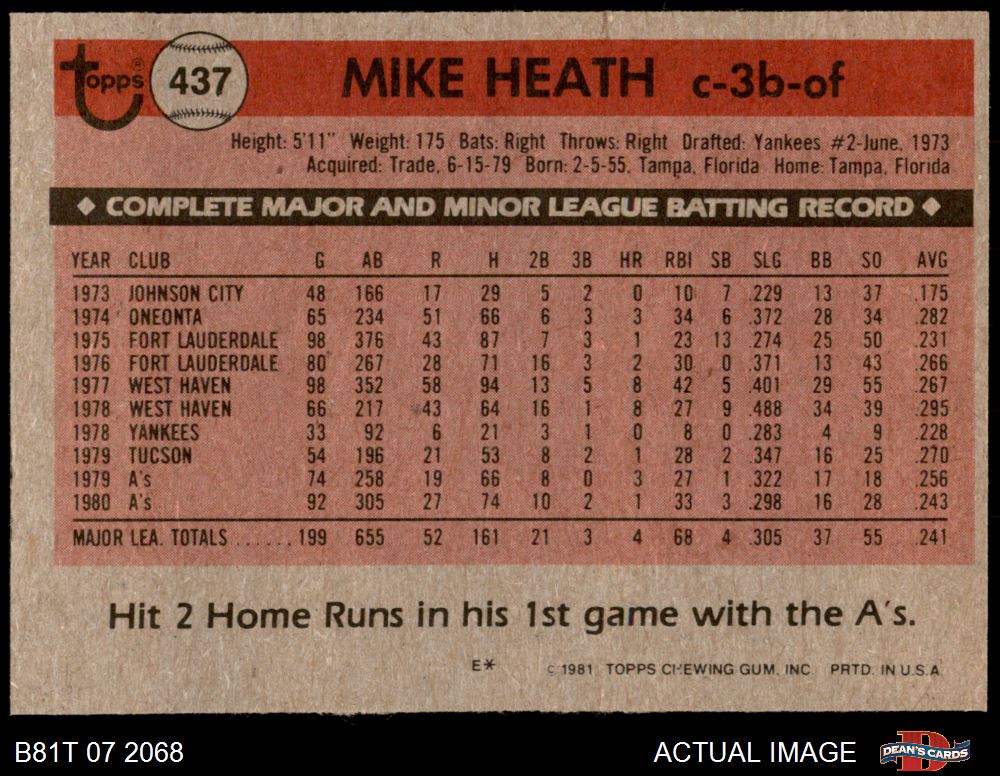 Topps® 437 MIKE HEATH c-3b-of
Height: 5'11" Weight: 175 Bats: Right Throws: Right Drafted: Yankees #2-June, 1973
Acquired: Trade, 6-15-79 Born: 2-5-55, Tampa, Florida Home: Tampa, Florida
◆ COMPLETE MAJOR AND MINOR LEAGUE BATTING RECORD ◆
YEAR CLUB G AB R H 2B 3B HR RBI SB SLG BB SO AVG
1973 JOHNSON CITY 48 166 17 29 5 2 0 10 7 .229 13 37 .175
1974 ONEONTA 65 234 51 66 6 3 3 34 6 .372 28 34 .282
1975 FORT LAUDERDALE 98 376 43 87 7 3 1 23 13 .274 25 50 .231
1976 FORT LAUDERDALE 80 267 28 71 16 3 2 30 0 .371 13 43 .266
1977 WEST HAVEN 98 352 58 94 13 5 8 42 5 .401 29 55 .267
1978 WEST HAVEN 66 217 43 64 16 1 8 27 9 .488 34 39 .295
1978 YANKEES 33 92 6 21 3 1 0 8 0 .283 4 9 .228
1979 TUCSON 54 196 21 53 8 2 1 28 2 .347 16 25 .270
1979 A's 74 258 19 66 8 0 3 27 1 .322 17 18 .256
1980 A's 92 305 27 74 10 2 1 33 3 .298 16 28 .243
MAJOR LEA. TOTALS ...... 199 655 52 161 21 3 4 68 4 .305 37 55 .241
Hit 2 Home Runs in his 1st game with the A's.
E* © 1981 TOPPS CHEWING GUM, INC. PRTD. IN U.S.A.
B81T 07 2068 ACTUAL IMAGE DEAN'S CARDS